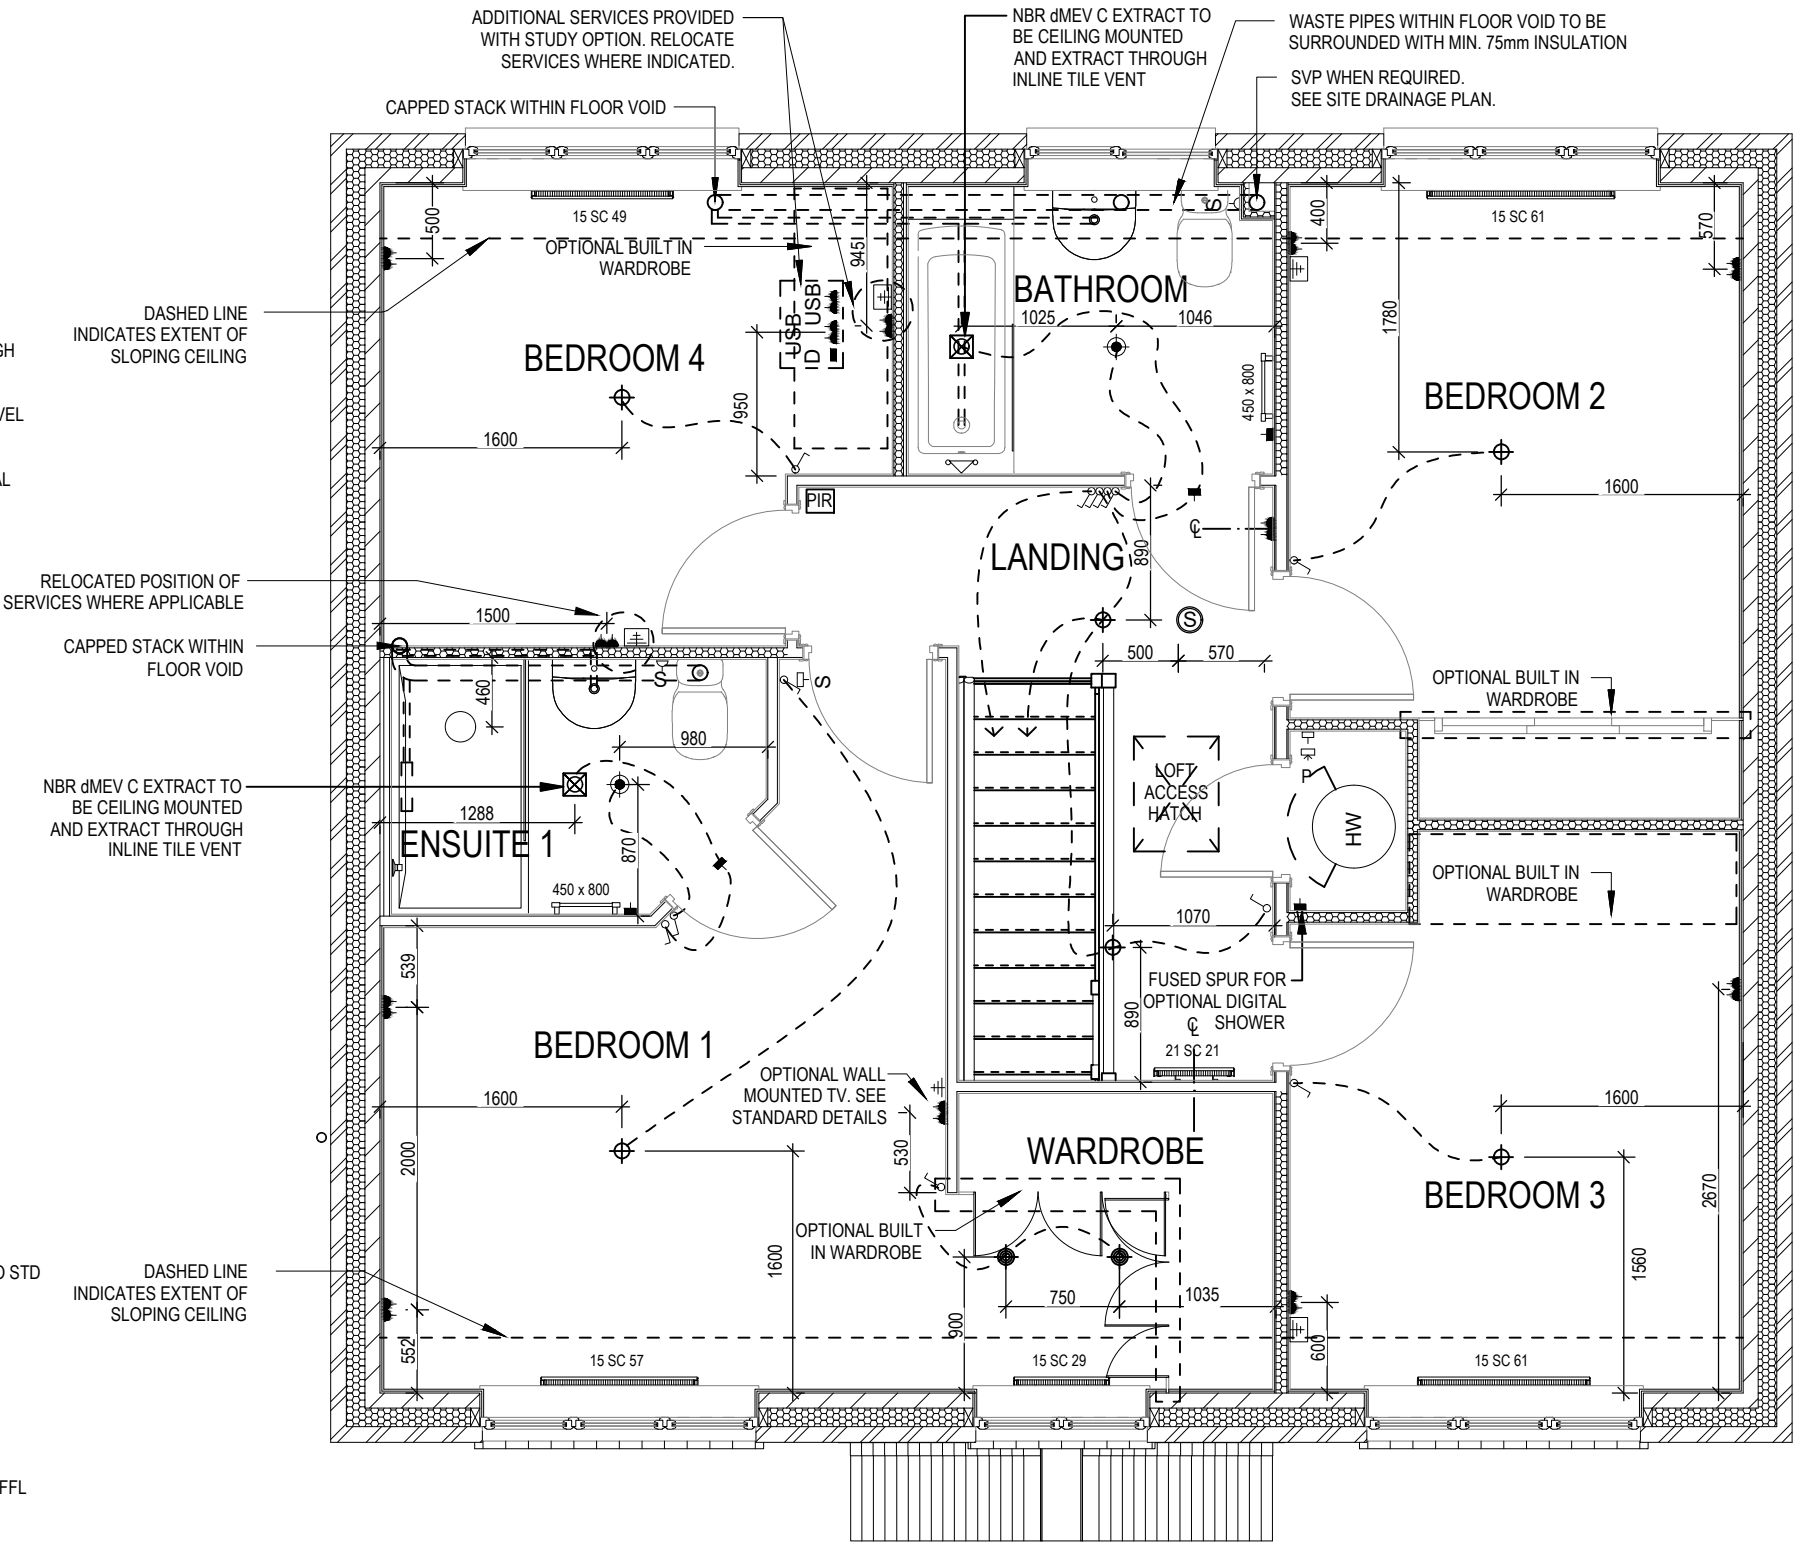 ADDITIONAL SERVICES PROVIDED
WITH STUDY OPTION. RELOCATE
SERVICES WHERE INDICATED.
NBR dMEV C EXTRACT TO
BE CEILING MOUNTED
AND EXTRACT THROUGH
INLINE TILE VENT
WASTE PIPES WITHIN FLOOR VOID TO BE
SURROUNDED WITH MIN. 75mm INSULATION
SVP WHEN REQUIRED.
SEE SITE DRAINAGE PLAN.
CAPPED STACK WITHIN FLOOR VOID
500
15 SC 49
OPTIONAL BUILT IN
WARDROBE
945
S
400
15 SC 61
570
DASHED LINE
INDICATES EXTENT OF
SLOPING CEILING
GH
VEL
AL
BATHROOM
1025
1046
USB
USB
ID
1780
BEDROOM 4
950
450 x 800
BEDROOM 2
1600
1600
PIR
LANDING
890
℄
RELOCATED POSITION OF
SERVICES WHERE APPLICABLE
1500
S
CAPPED STACK WITHIN
FLOOR VOID
500
570
460
S
S
OPTIONAL BUILT IN
WARDROBE
980
NBR dMEV C EXTRACT TO
BE CEILING MOUNTED
AND EXTRACT THROUGH
INLINE TILE VENT
1288
ENSUITE 1
870
450 x 800
LOFT
ACCESS
HATCH
P
HW
OPTIONAL BUILT IN
WARDROBE
1070
539
FUSED SPUR FOR
OPTIONAL DIGITAL
SHOWER
890
℄
21 SC 21
BEDROOM 1
OPTIONAL WALL
MOUNTED TV. SEE
STANDARD DETAILS
1600
1600
2000
530
WARDROBE
BEDROOM 3
2670
OPTIONAL BUILT
IN WARDROBE
1600
1560
D STD
DASHED LINE
INDICATES EXTENT OF
SLOPING CEILING
750
1035
900
552
600
15 SC 57
15 SC 29
15 SC 61
FFL